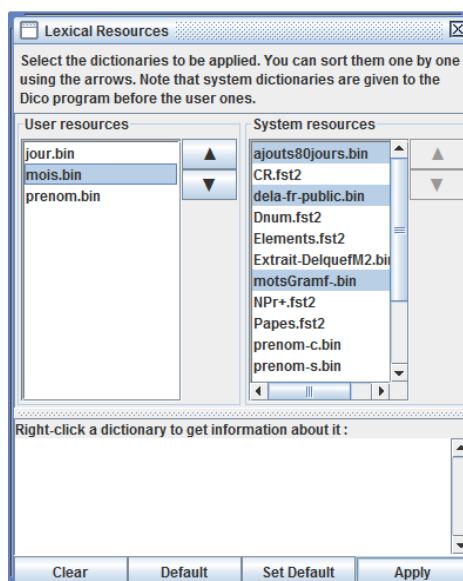 Lexical Resources
Select the dictionaries to be applied. You can sort them one by one
using the arrows. Note that system dictionaries are given to the
Dico program before the user ones.
User resources
jour.bin
mois.bin
prenom.bin
System resources
ajouts80jours.bin
CR.fst2
dela-fr-public.bin
Dnum.fst2
Elements.fst2
Extrait-DelquefM2.bin
motsGramf-.bin
NPr+.fst2
Papes.fst2
prenom-c.bin
prenom-s.bin
Right-click a dictionary to get information about it :
Clear Default Set Default Apply